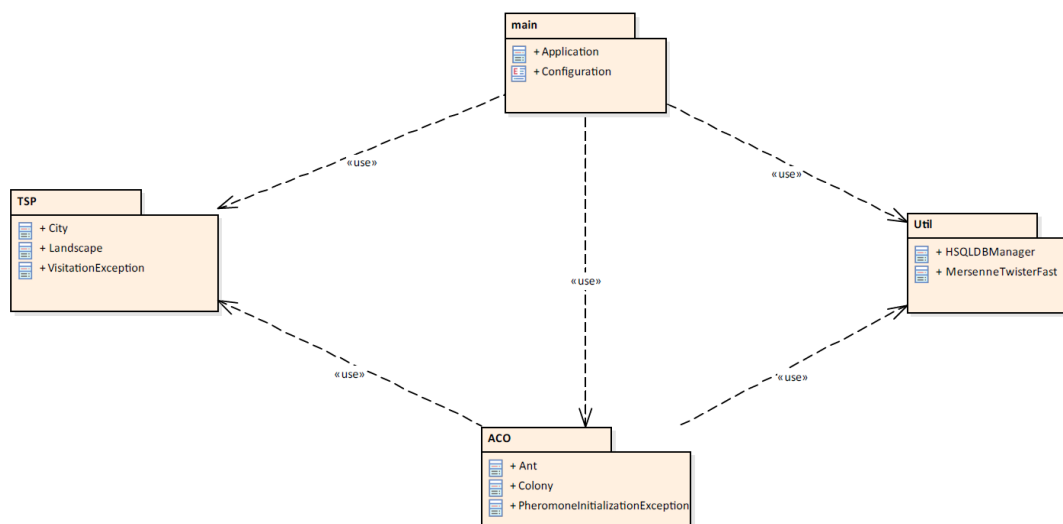 main
+ Application
+ Configuration
«use»
«use»
TSP
+ City
+ Landscape
+ VisitationException
Util
+ HSQLDBManager
+ MersenneTwisterFast
«use»
«use»
«use»
ACO
+ Ant
+ Colony
+ PheromoneInitializationException